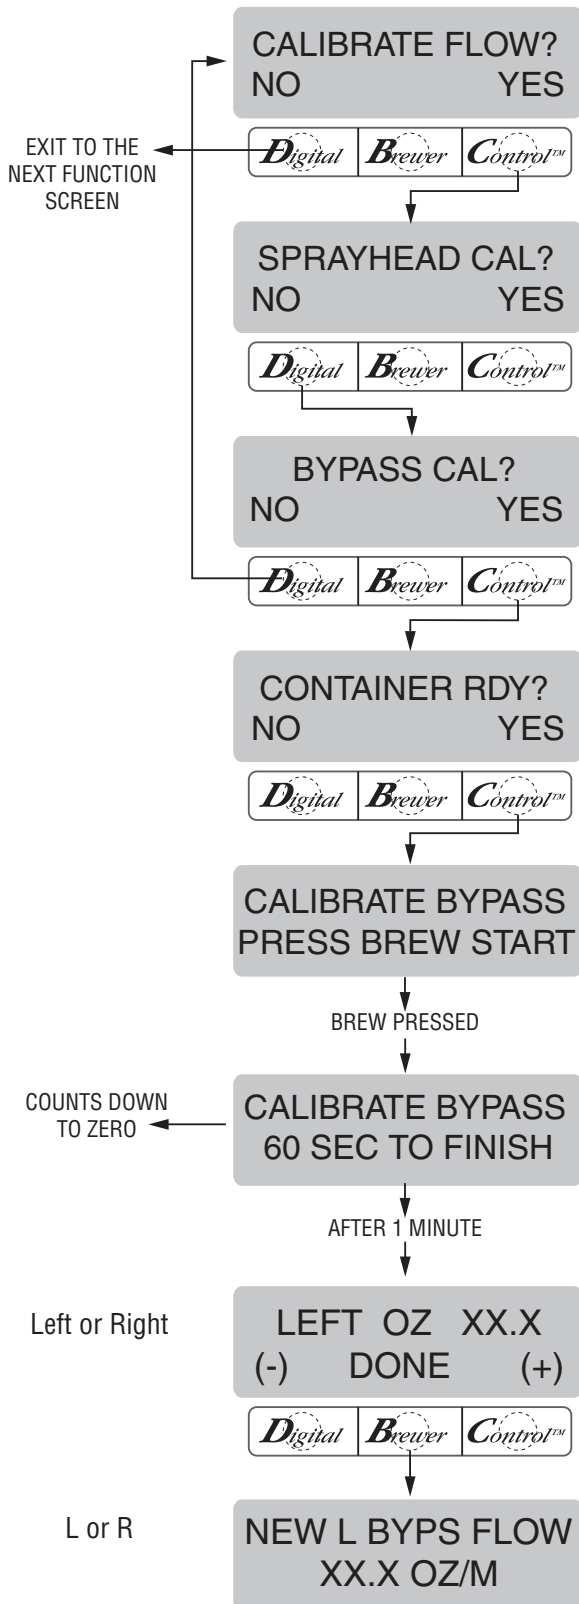 CALIBRATE FLOW?
NO YES
EXIT TO THE
NEXT FUNCTION
SCREEN
Digital Brewer Control™
SPRAYHEAD CAL?
NO YES
Digital Brewer Control™
BYPASS CAL?
NO YES
Digital Brewer Control™
CONTAINER RDY?
NO YES
Digital Brewer Control™
CALIBRATE BYPASS
PRESS BREW START
BREW PRESSED
COUNTS DOWN
TO ZERO
CALIBRATE BYPASS
60 SEC TO FINISH
AFTER 1 MINUTE
Left or Right
LEFT OZ XX.X
(-) DONE (+)
Digital Brewer Control™
L or R
NEW L BYPS FLOW
XX.X OZ/M